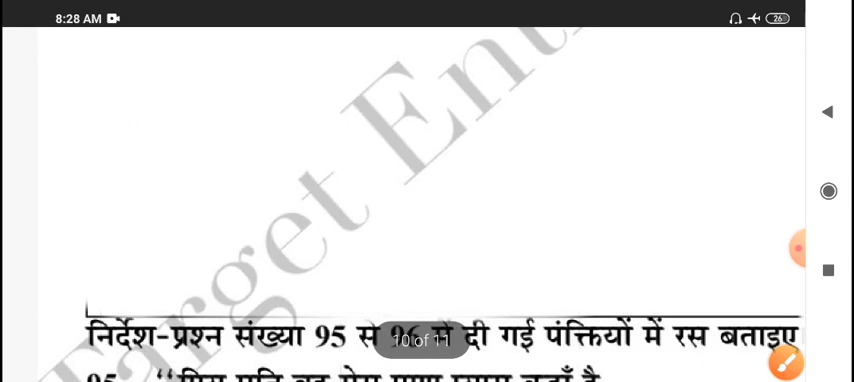 8:28 AM
26
Target Ent
निर्देश-प्रश्न संख्या 95 से 96 में दी गई पंक्तियों में रस बताइए
10 of 11